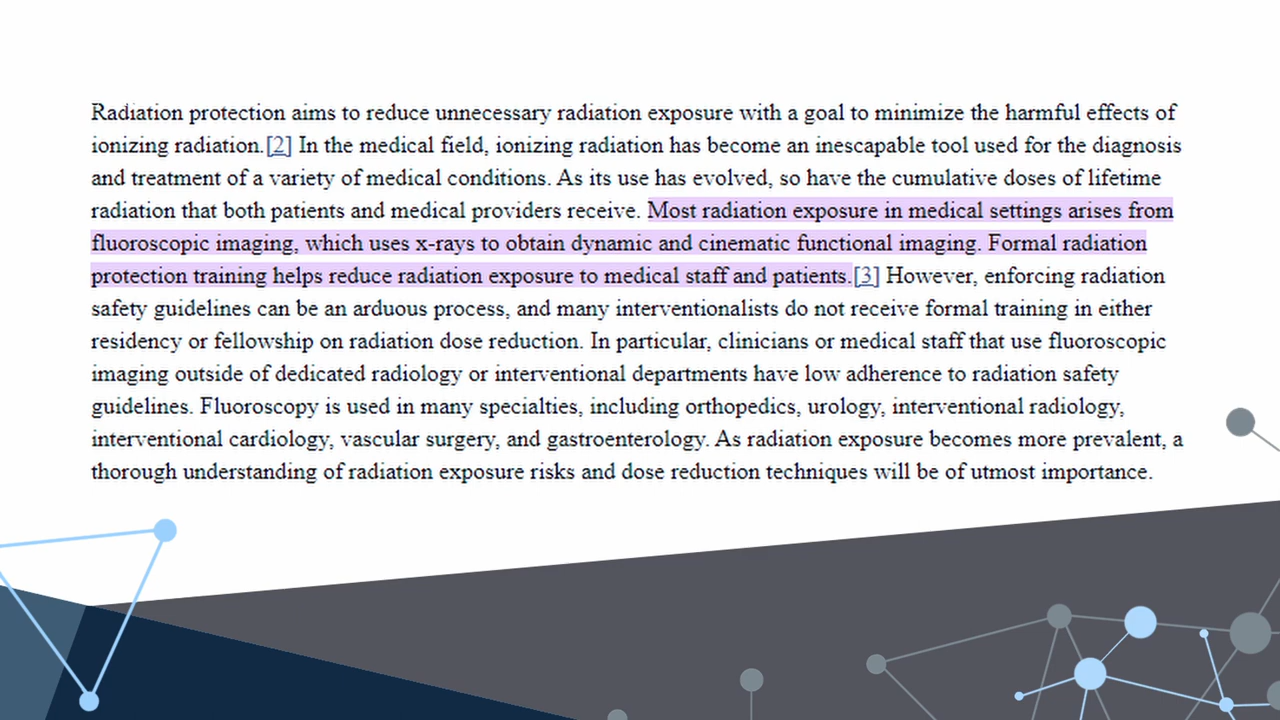 Radiation protection aims to reduce unnecessary radiation exposure with a goal to minimize the harmful effects of
ionizing radiation.[2] In the medical field, ionizing radiation has become an inescapable tool used for the diagnosis
and treatment of a variety of medical conditions. As its use has evolved, so have the cumulative doses of lifetime
radiation that both patients and medical providers receive. Most radiation exposure in medical settings arises from
fluoroscopic imaging, which uses x-rays to obtain dynamic and cinematic functional imaging. Formal radiation
protection training helps reduce radiation exposure to medical staff and patients.[3] However, enforcing radiation
safety guidelines can be an arduous process, and many interventionalists do not receive formal training in either
residency or fellowship on radiation dose reduction. In particular, clinicians or medical staff that use fluoroscopic
imaging outside of dedicated radiology or interventional departments have low adherence to radiation safety
guidelines. Fluoroscopy is used in many specialties, including orthopedics, urology, interventional radiology,
interventional cardiology, vascular surgery, and gastroenterology. As radiation exposure becomes more prevalent, a
thorough understanding of radiation exposure risks and dose reduction techniques will be of utmost importance.